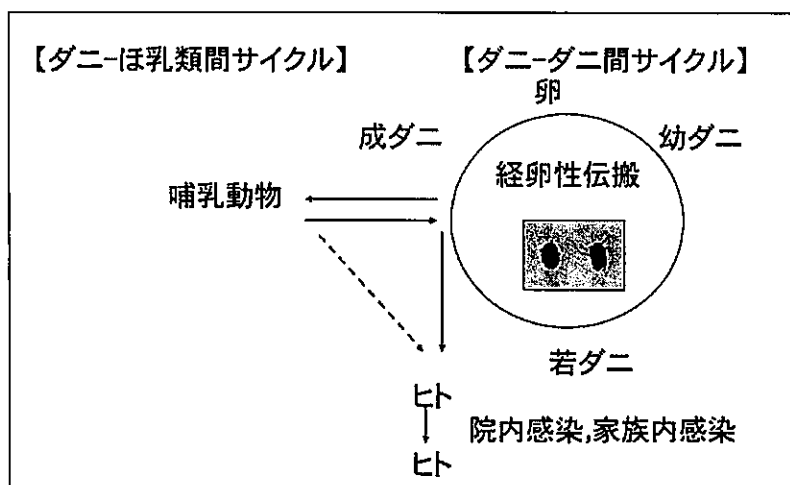 【ダニ-ほ乳類間サイクル】
【ダニ-ダニ間サイクル】
卵
成ダニ
幼ダニ
経卵性伝搬
哺乳動物
若ダニ
ヒト
院内感染,家族内感染
ヒト